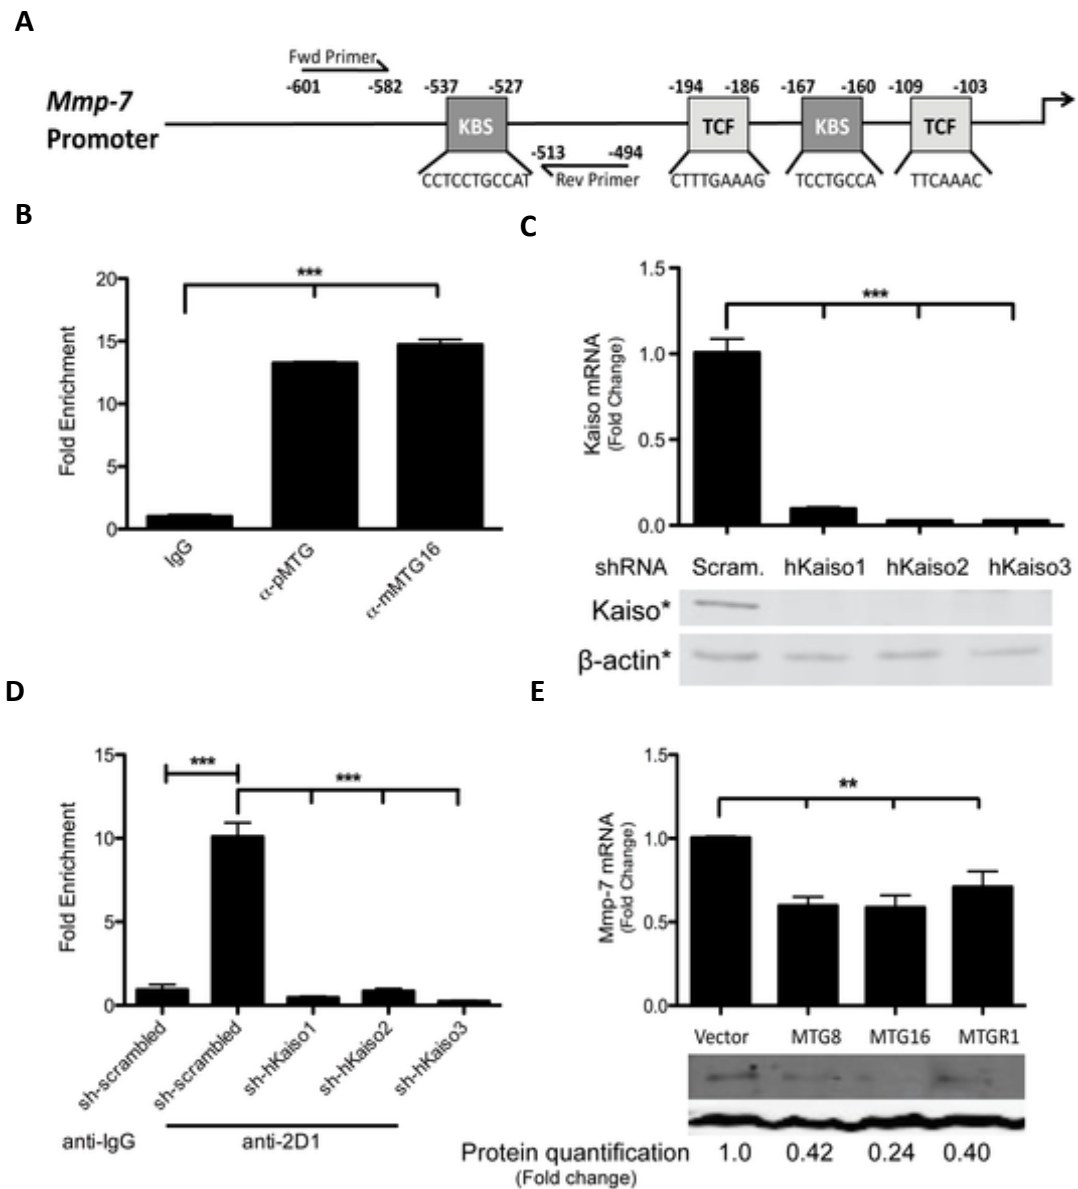 A
Fwd Primer
-601 -582 -537 -527 -194 -186 -167 -160 -109 -103
Mmp-7
Promoter
KBS TCF KBS TCF
-513 -494
Rev Primer
CCTCCTGCCAT CTTTGAAAG TCCTGCCA TTCAAAC
B
***
20
15
10
5
0
Fold Enrichment
IgG
α-pMTG
α-mMTG16
C
1.5
1.0
0.5
0.0
***
Kaiso mRNA
(Fold Change)
shRNA Scram. hKaiso1 hKaiso2 hKaiso3
Kaiso*
β-actin*
D
15
10
5
0
*** ***
Fold Enrichment
sh-scrambled
sh-scrambled
sh-hKaiso1
sh-hKaiso2
sh-hKaiso3
anti-IgG anti-2D1
E
1.5
1.0
0.5
0.0
**
Mmp-7 mRNA
(Fold Change)
Vector MTG8 MTG16 MTGR1
Protein quantification 1.0 0.42 0.24 0.40
(Fold change)